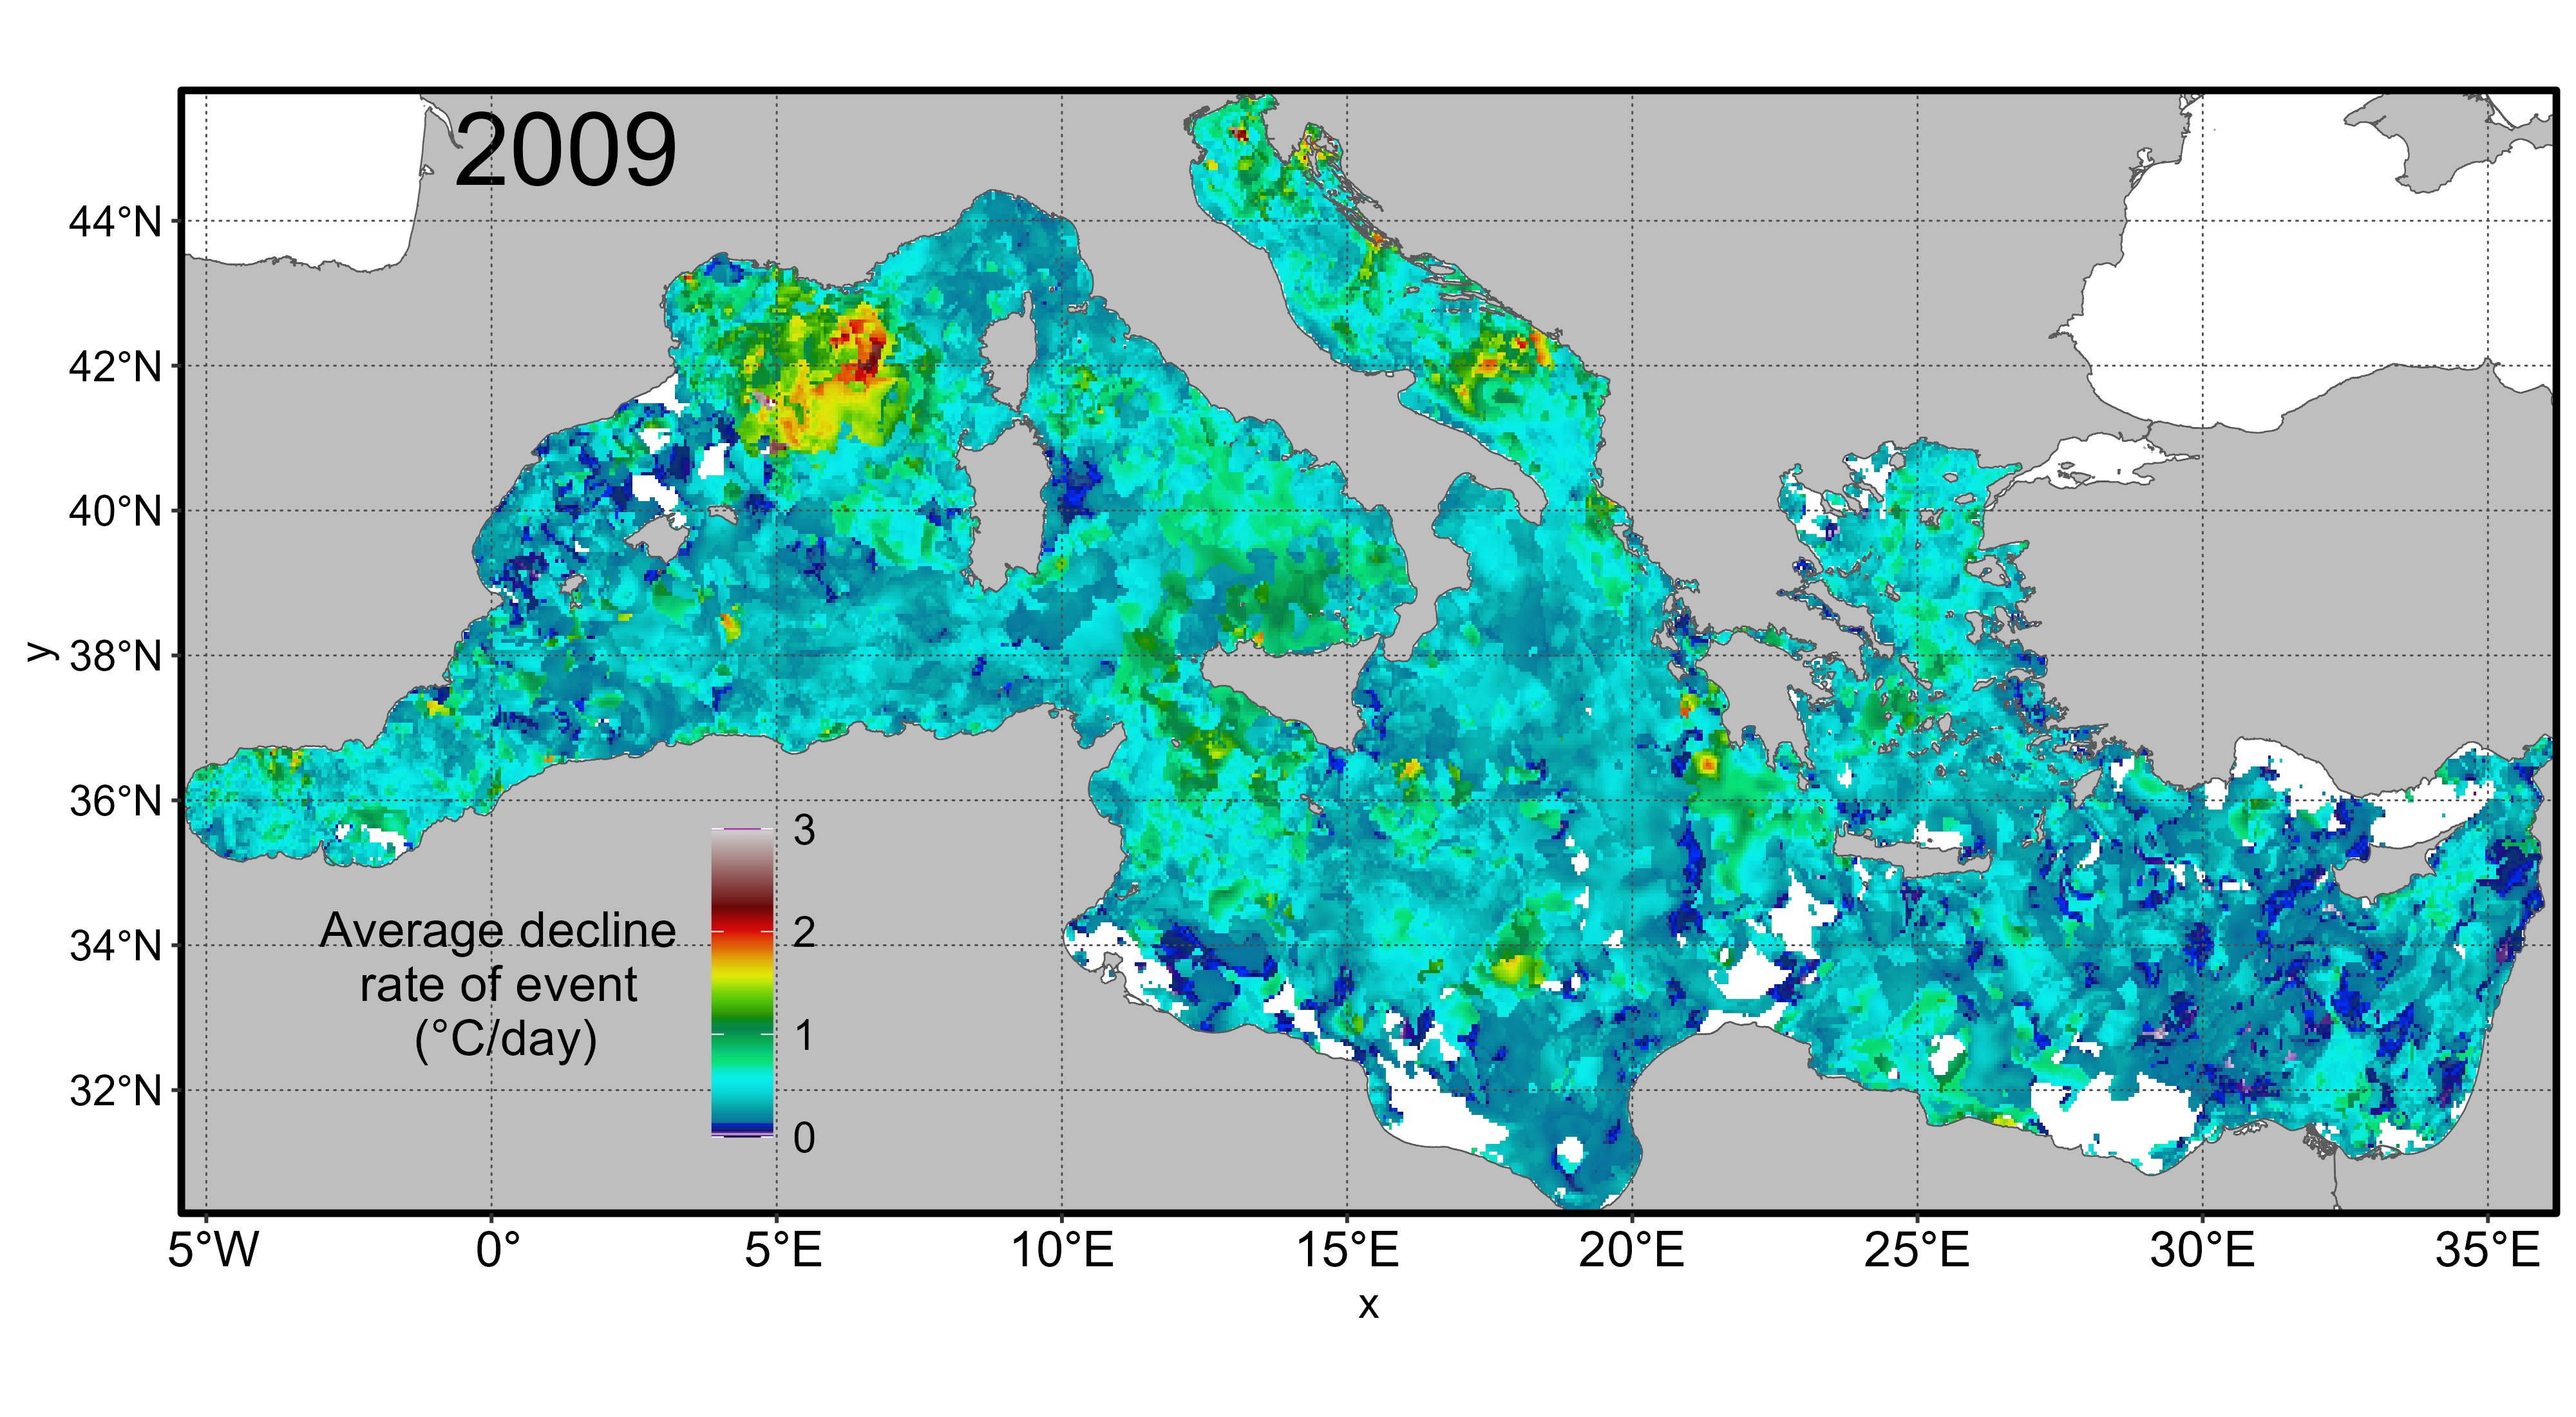 2009
44°N
42°N
40°N
38°N
36°N
34°N
32°N
y
Average decline
rate of event
(°C/day)
3
2
1
0
5°W
0°
5°E
10°E
15°E
20°E
25°E
30°E
35°E
x